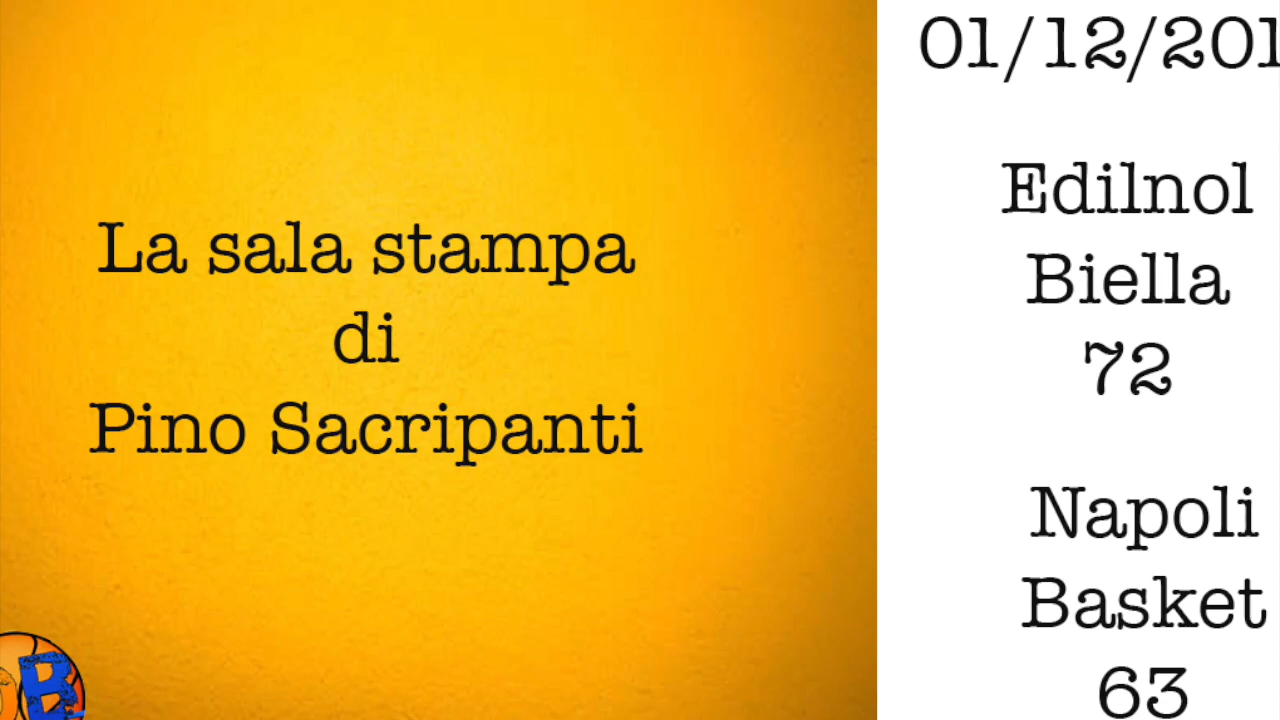 La sala stampa
di
Pino Sacripanti
01/12/201
Edilnol
Biella
72
Napoli
Basket
63
B